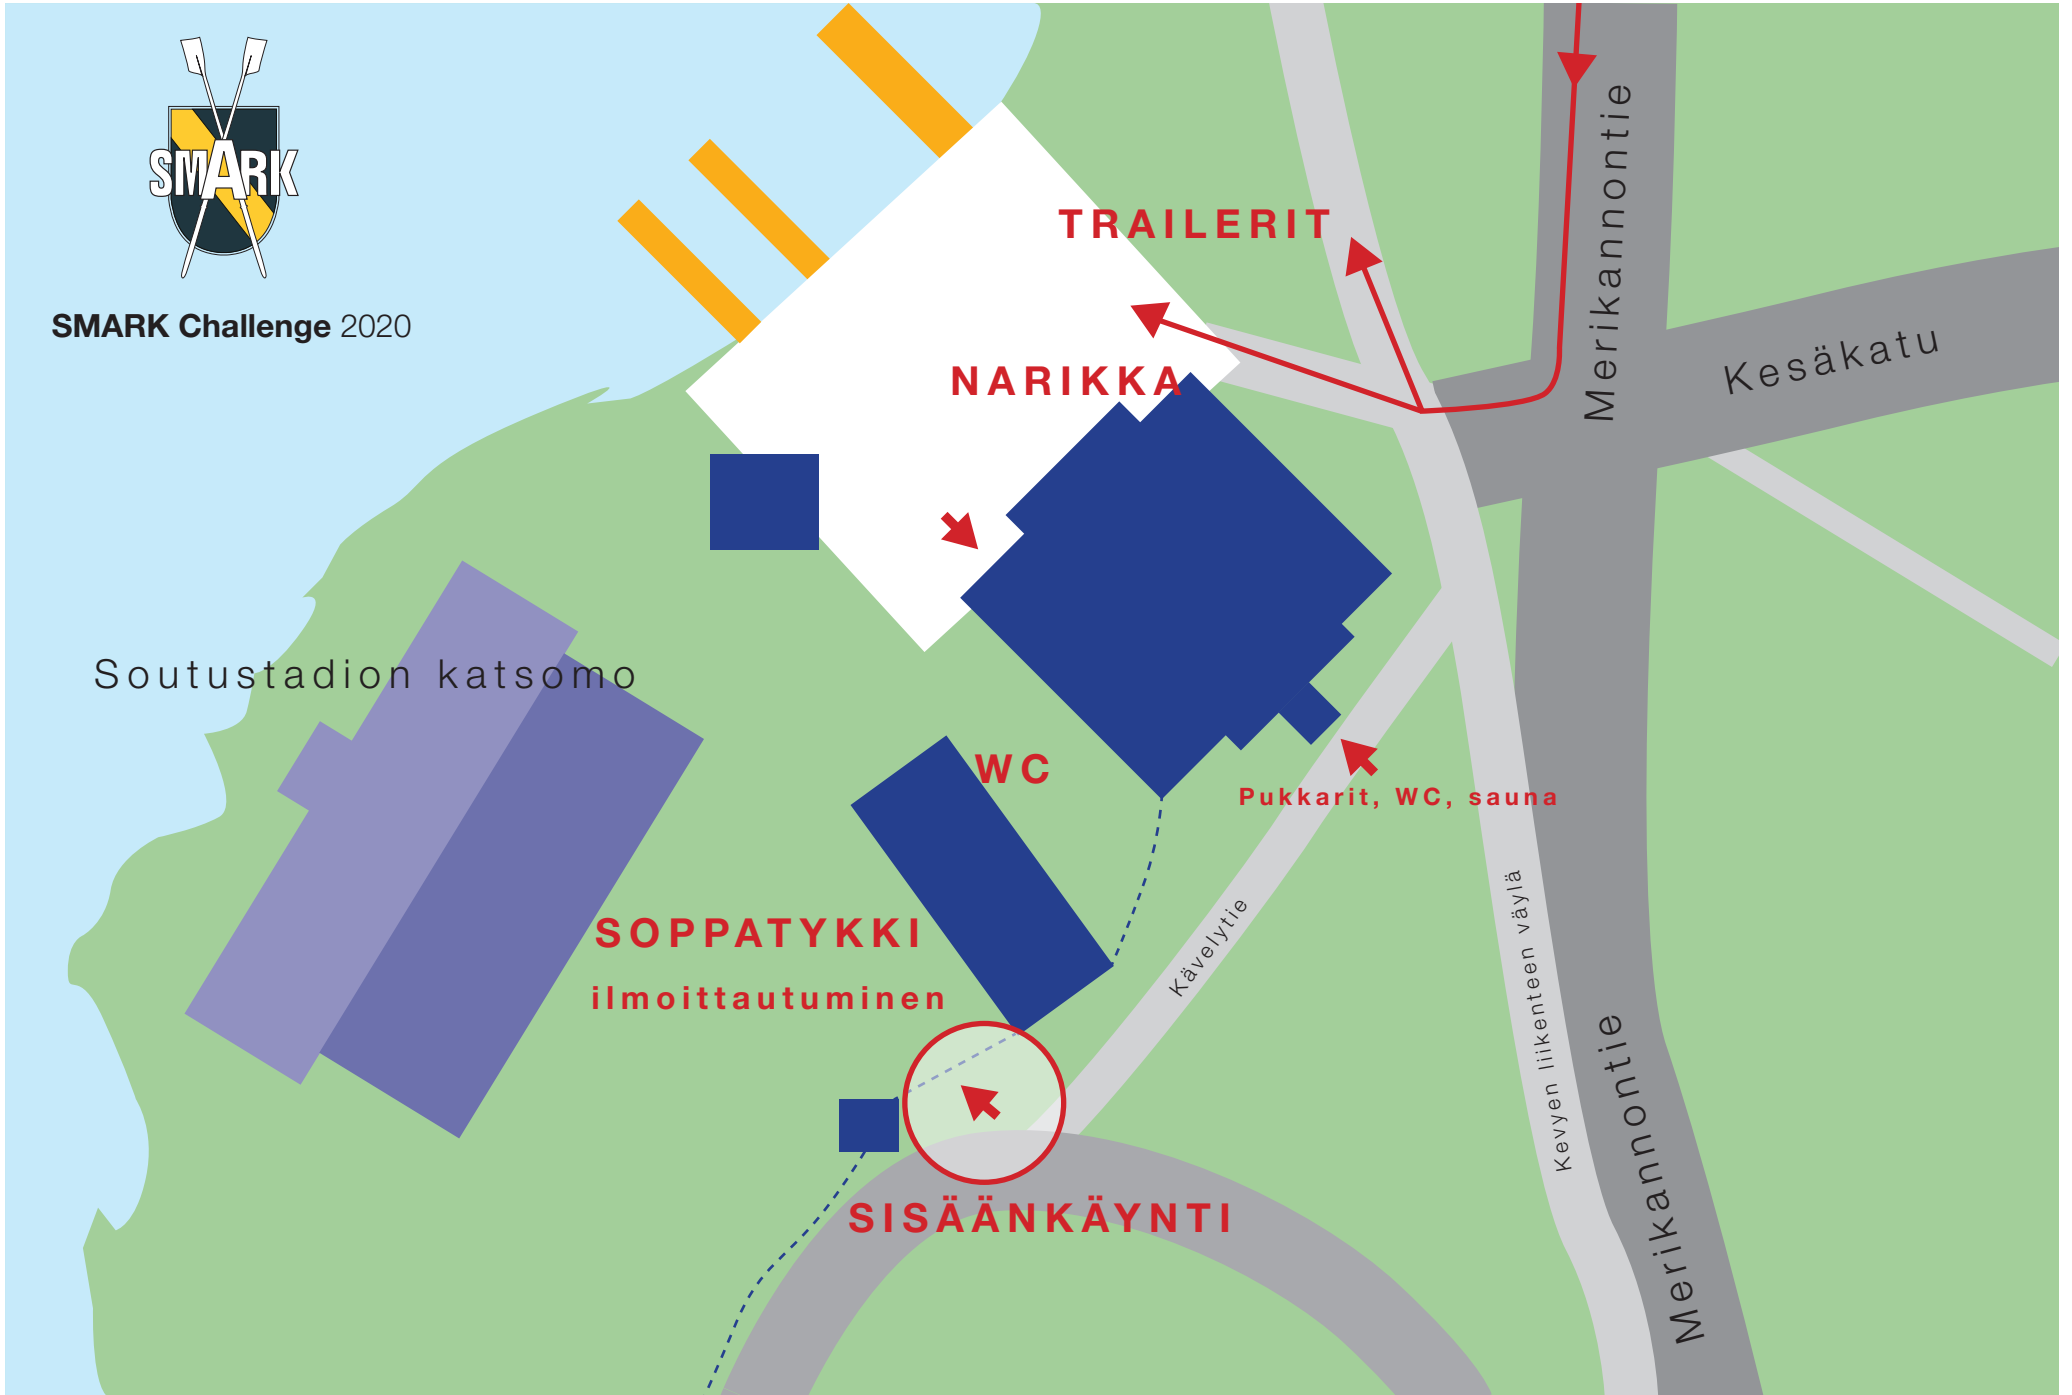 SMARK
SMARK Challenge 2020
TRAILERIT
Merikannontie
Kesäkatu
NARIKKA
Soutustadion katsomo
WC
Pukkarit, WC, sauna
SOPPATYKKI
ilmoittautuminen
Kävelytie
Kevyen liikenteen väylä
Merikannontie
SISÄÄNKÄYNTI